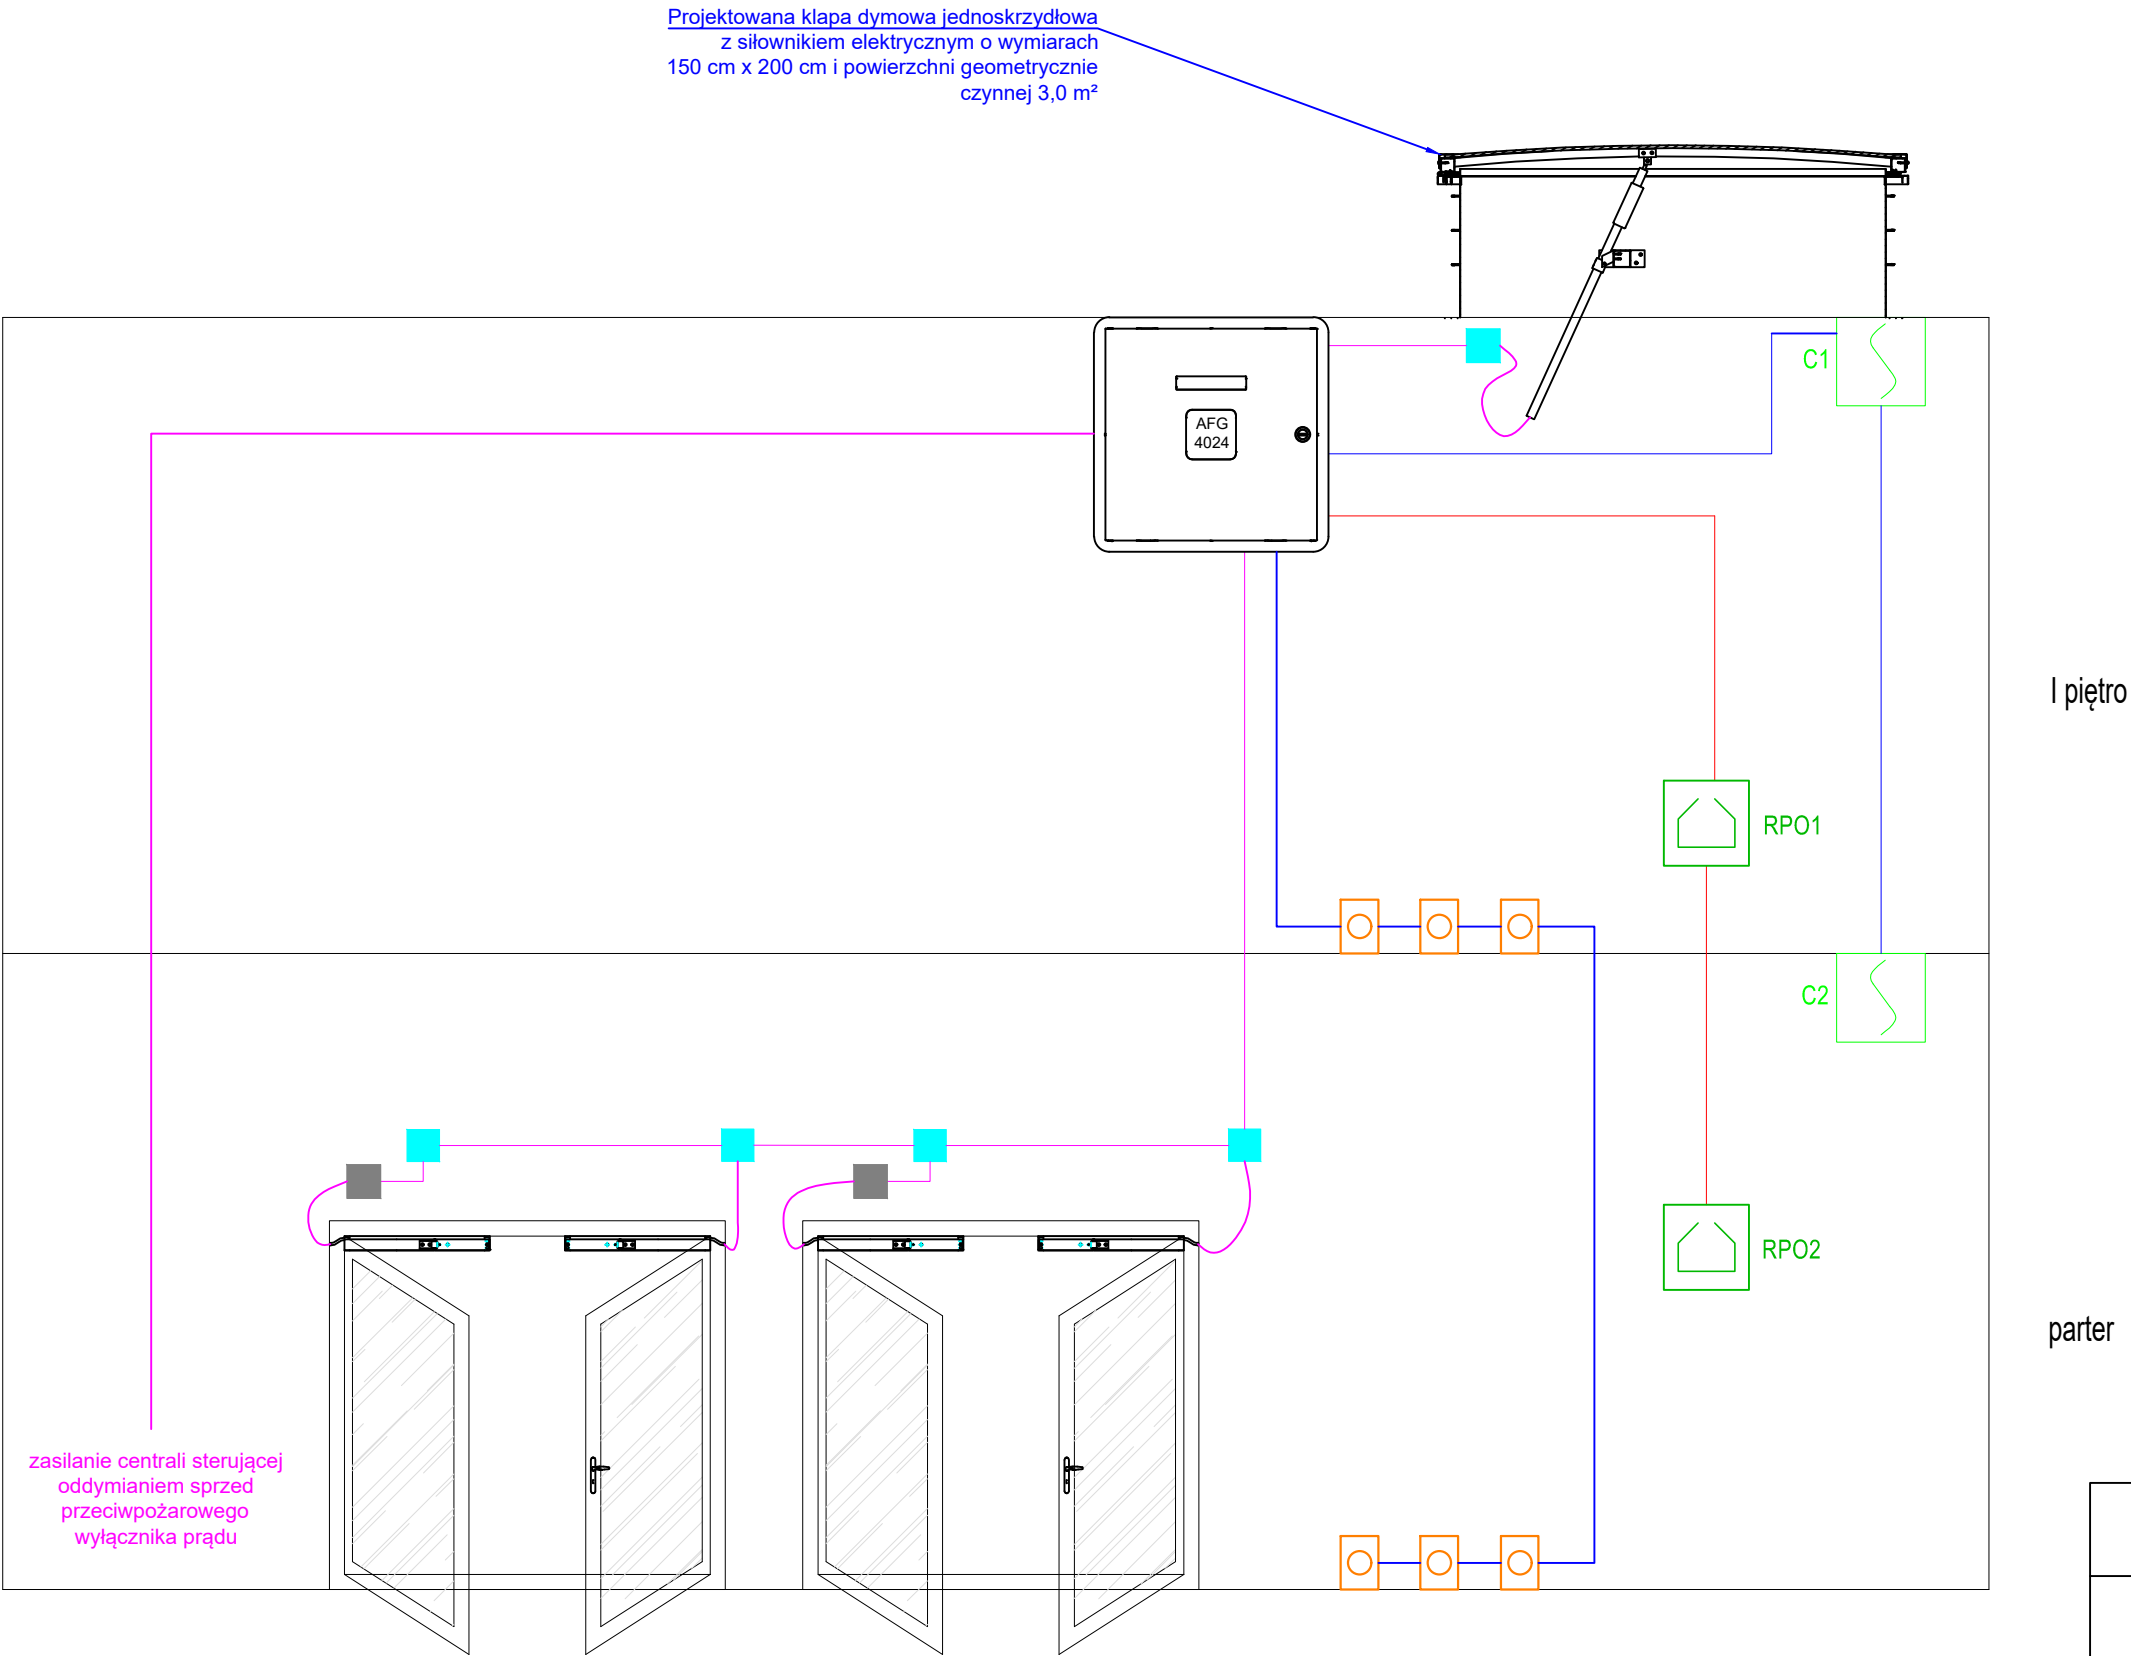 Projektowana klapa dymowa jednoskrzydłowa
z siłownikiem elektrycznym o wymiarach
150 cm x 200 cm i powierzchni geometrycznie
czynnej 3,0 m²
C1
AFG
4024
I piętro
RPO1
C2
RPO2
parter
zasilanie centrali sterującej
oddymianiem sprzed
przeciwpożarowego
wyłącznika prądu